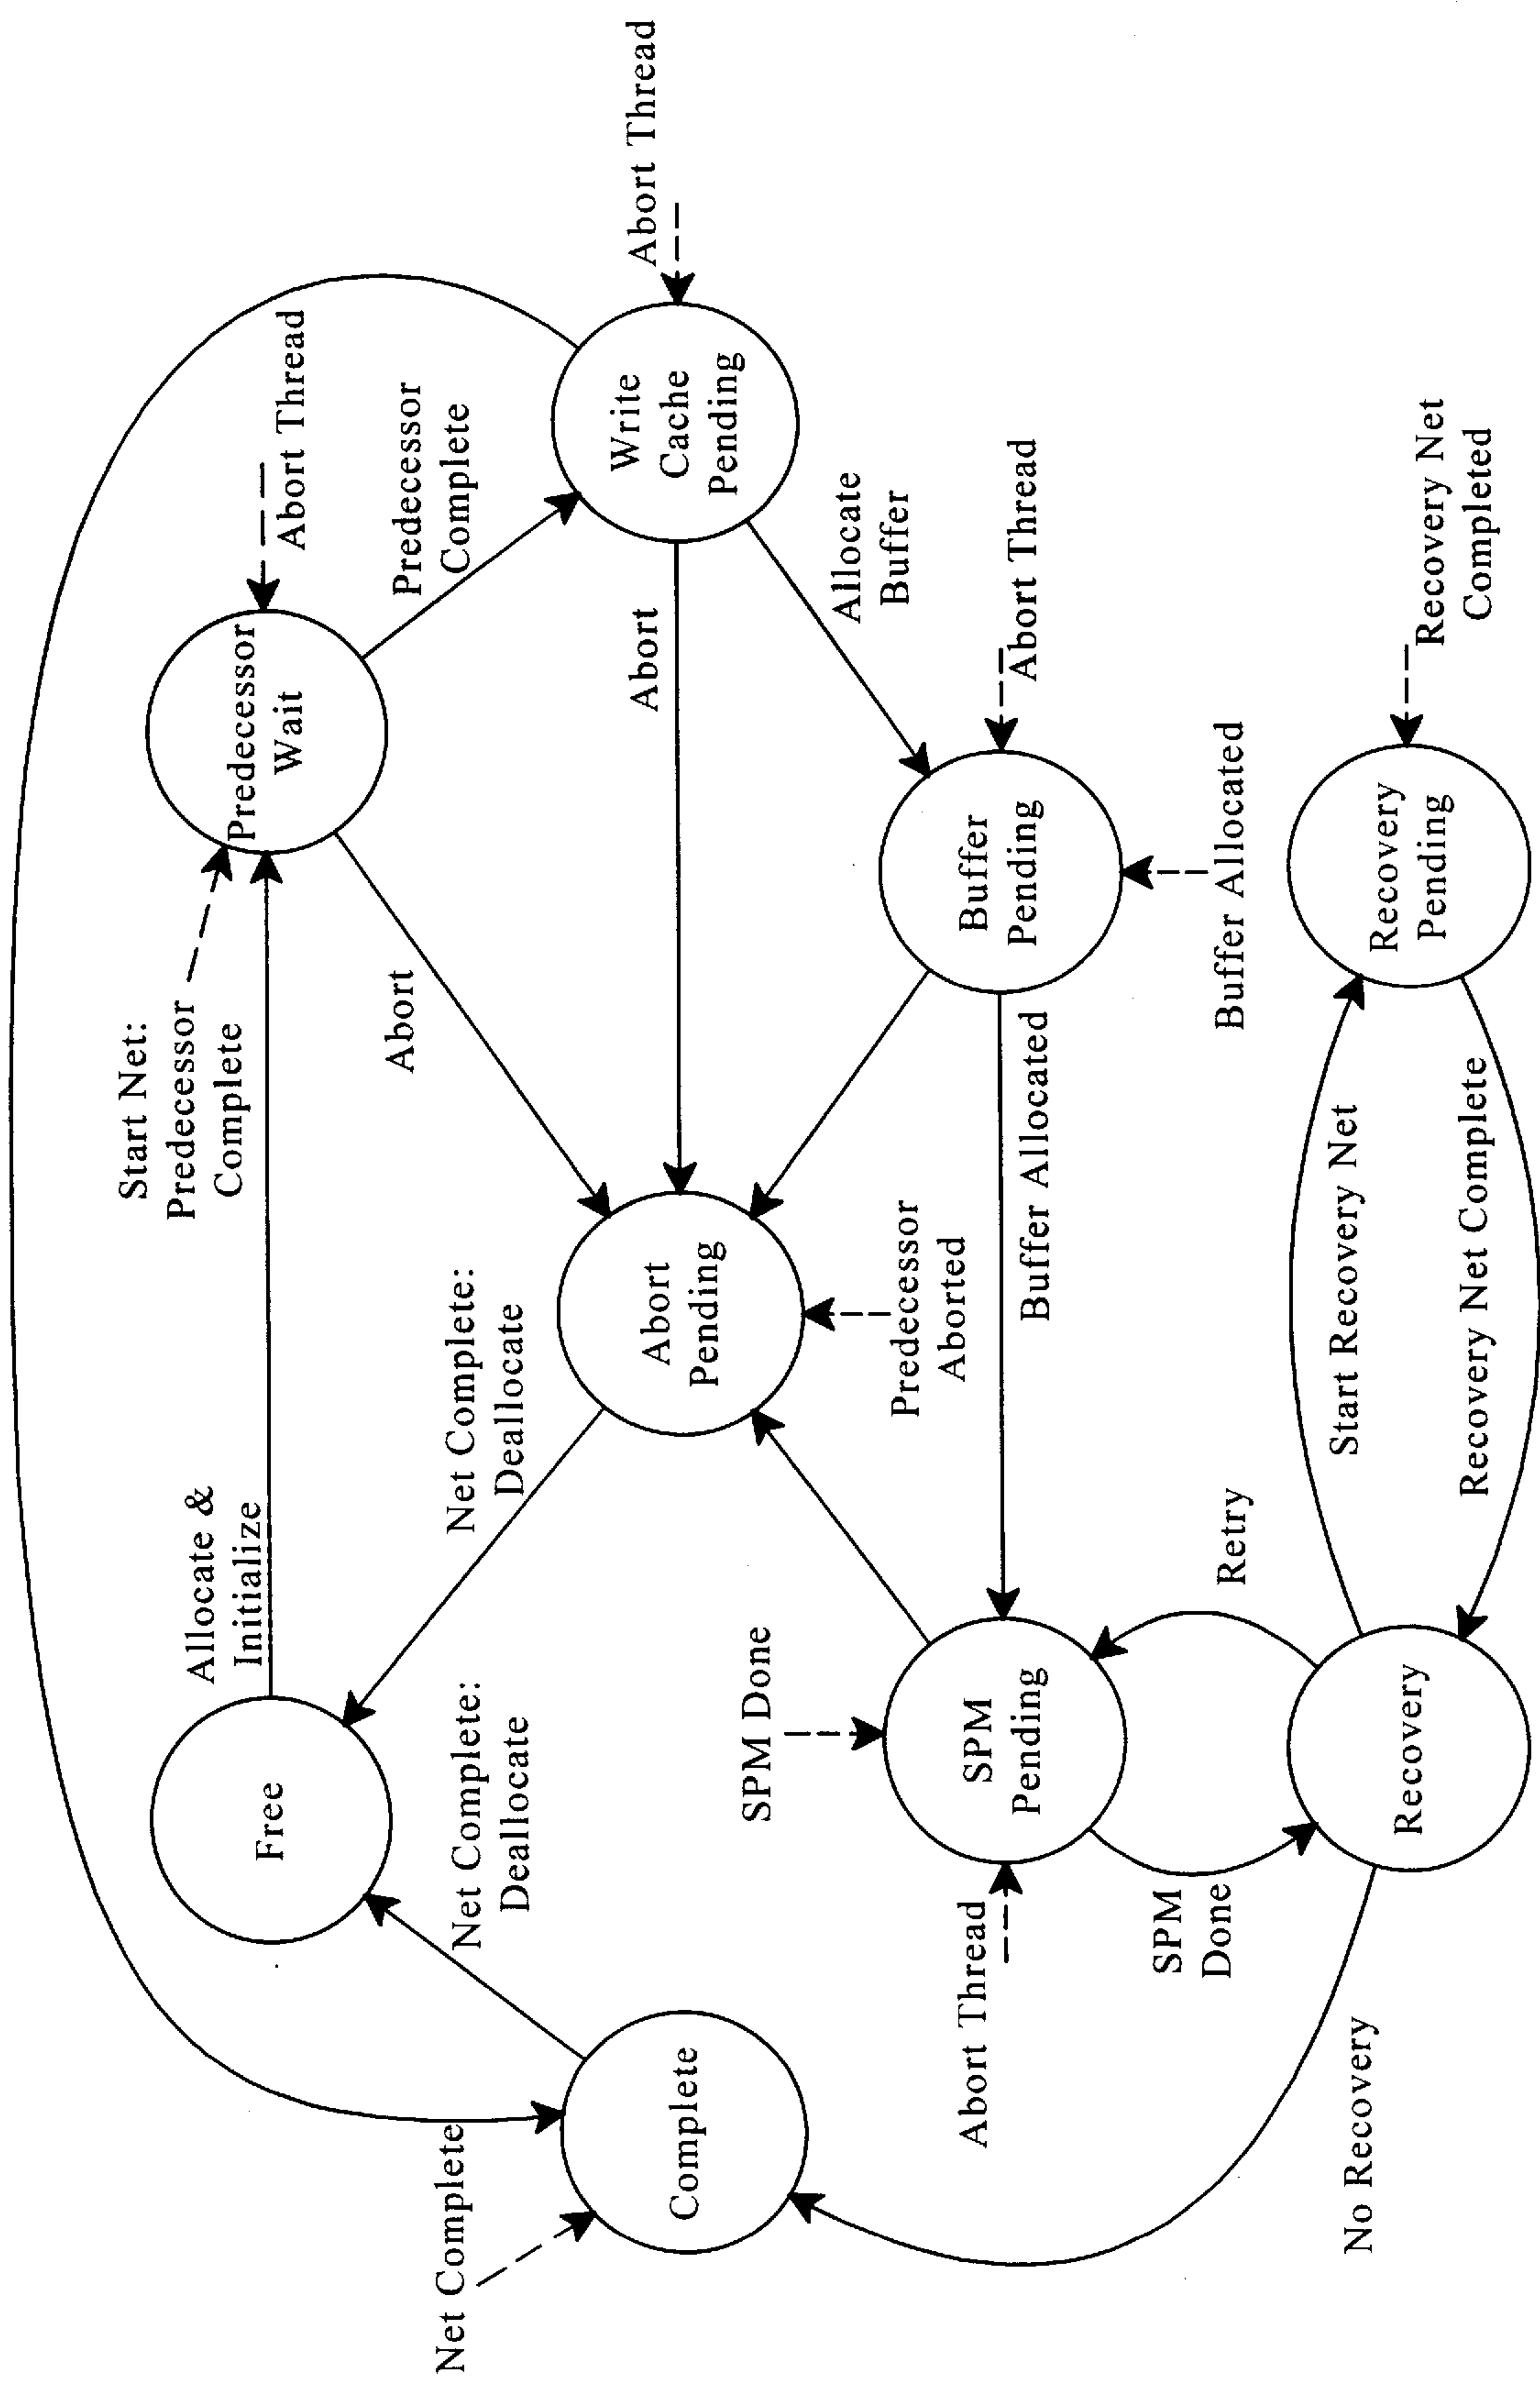 Start Net:
Predecessor
Complete
Allocate &
Initialize
Free
Predecessor
Wait
Abort Thread
Predecessor
Complete
Abort
Net Complete:
Deallocate
Net Complete:
Deallocate
Net Complete
Complete
Abort
Pending
Abort
Write
Cache
Pending
Abort Thread
SPM Done
Predecessor
Aborted
Allocate
Buffer
Abort Thread
SPM
Pending
Buffer Allocated
Buffer
Pending
Abort Thread
SPM
Done
Retry
Buffer Allocated
No Recovery
Recovery
Start Recovery Net
Recovery Net Complete
Recovery
Pending
Recovery Net
Completed